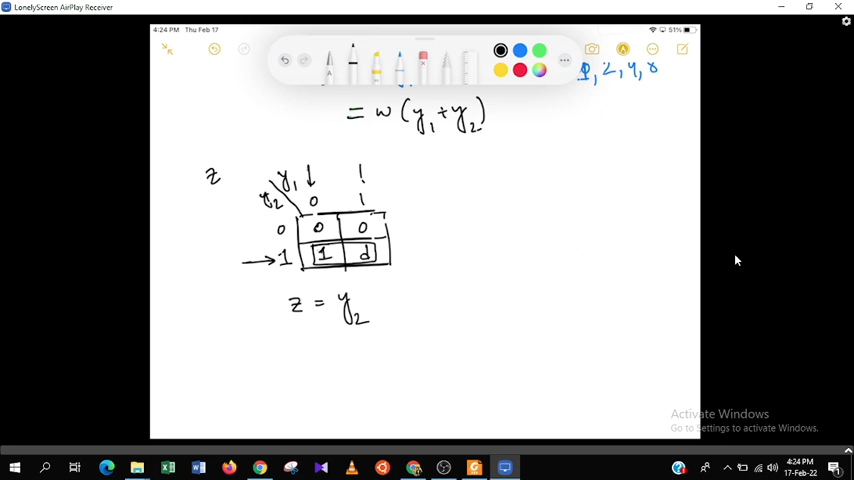 LonelyScreen AirPlay Receiver
4:24 PM Thu Feb 17
51%
1, 2, 4, 8
= w (y₁ + y₂)
z
y₁ ↓ !
y₂ 0 1
0 0 0
→ 1 1 d
z = y₂
Activate Windows
Go to Settings to activate Windows.
4:24 PM
17-Feb-22